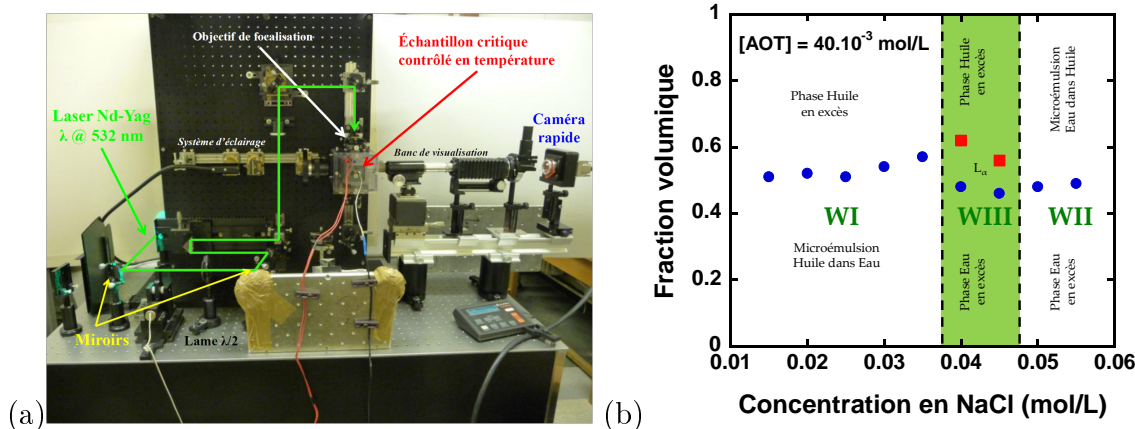 Objectif de focalisation
Échantillon critique
contrôlé en température
Laser Nd-Yag
λ @ 532 nm
Système d'éclairage
Banc de visualisation
Caméra
rapide
Miroirs
Lame λ/2
(a)
[AOT] = 40.10⁻³ mol/L
Fraction volumique
1
0.8
0.6
0.4
0.2
0
Phase Huile
en excès
Phase Huile
en excès
Microémulsion
Eau dans Huile
Lα
WI
WIII
WII
Microémulsion
Huile dans Eau
Phase Eau
en excès
Microémulsion
Eau dans Huile
0.01
0.02
0.03
0.04
0.05
0.06
Concentration en NaCl (mol/L)
(b)